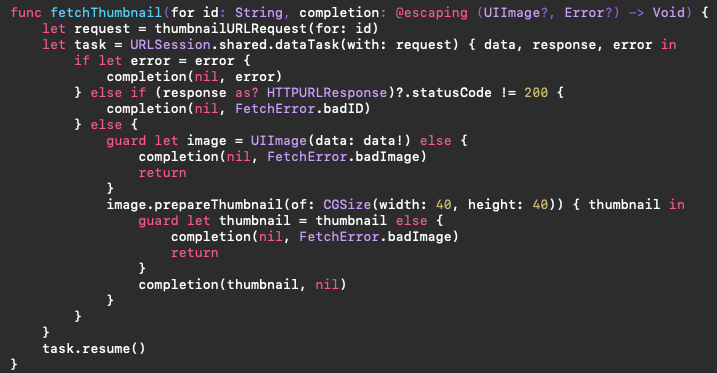 func fetchThumbnail(for id: String, completion: @escaping (UIImage?, Error?) -> Void) {
    let request = thumbnailURLRequest(for: id)
    let task = URLSession.shared.dataTask(with: request) { data, response, error in
        if let error = error {
            completion(nil, error)
        } else if (response as? HTTPURLResponse)?.statusCode != 200 {
            completion(nil, FetchError.badID)
        } else {
            guard let image = UIImage(data: data!) else {
                completion(nil, FetchError.badImage)
                return
            }
            image.prepareThumbnail(of: CGSize(width: 40, height: 40)) { thumbnail in
                guard let thumbnail = thumbnail else {
                    completion(nil, FetchError.badImage)
                    return
                }
                completion(thumbnail, nil)
            }
        }
    }
    task.resume()
}